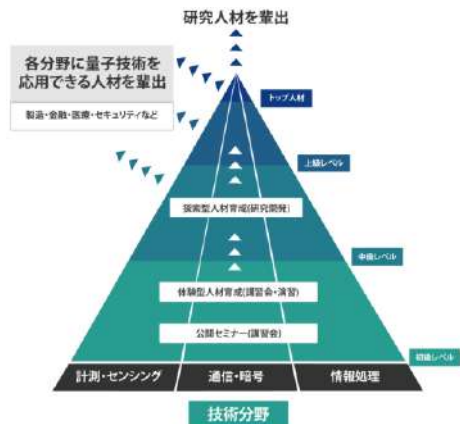 研究人材を輩出
各分野に量子技術を
応用できる人材を輩出
製造・金融・医療・セキュリティなど
トップ人材
上級レベル
探索型人材育成(研究開発)
中級レベル
体験型人材育成(講習会・演習)
公開セミナー(講習会)
初級レベル
計測・センシング
通信・暗号
情報処理
技術分野